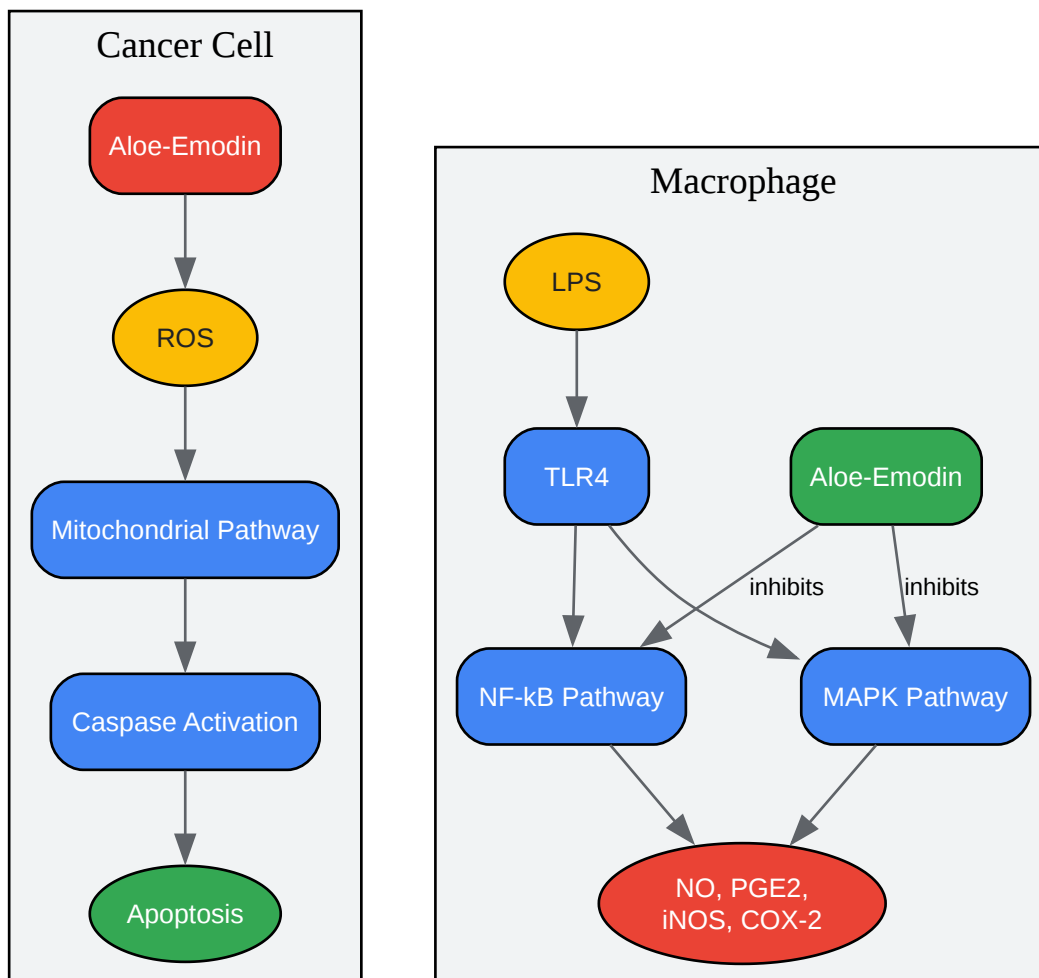 Cancer Cell
Aloe-Emodin
ROS
Mitochondrial Pathway
Caspase Activation
Apoptosis
Macrophage
LPS
TLR4
Aloe-Emodin
inhibits
inhibits
NF-kB Pathway
MAPK Pathway
NO, PGE2,
iNOS, COX-2